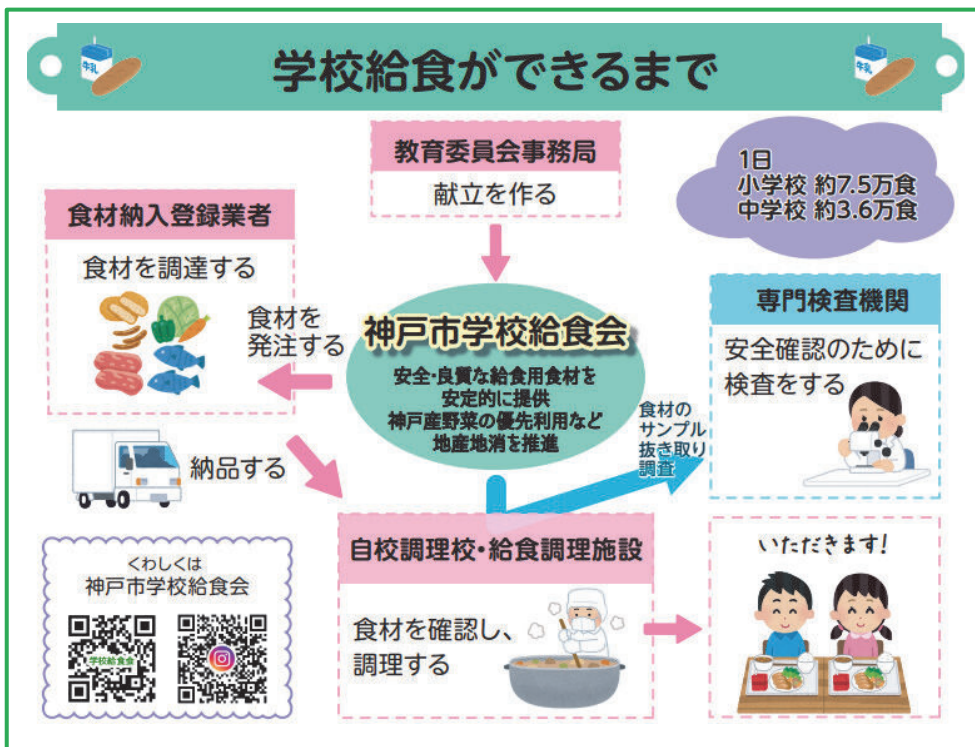 牛乳
学校給食ができるまで
牛乳
教育委員会事務局
献立を作る
1日
小学校 約7.5万食
中学校 約3.6万食
食材納入登録業者
食材を調達する
食材を
発注する
神戸市学校給食会
安全・良質な給食用食材を
安定的に提供
神戸産野菜の優先利用など
地産地消を推進
専門検査機関
安全確認のために
検査をする
食材の
サンプル
抜き取り
調査
納品する
自校調理校・給食調理施設
食材を確認し、
調理する
いただきます!
くわしくは
神戸市学校給食会
学校給食会